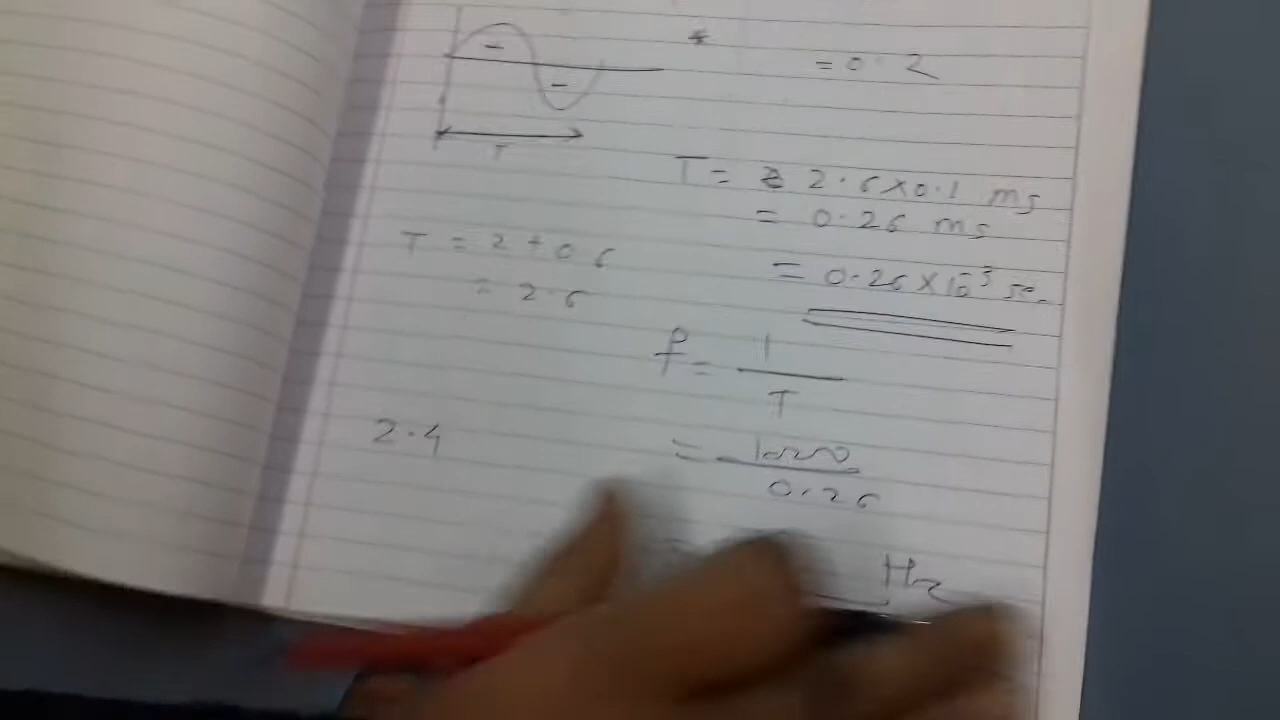 = 0.2
T
T = 2.6 × 0.1 ms
= 0.26 ms
T = 2 + 0.6
= 0.26 × 10⁻³ se.
= 2.6
f = 1/T
2.4
= 1000/0.26
Hz